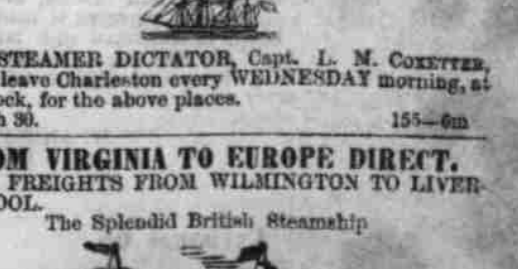 STEAMER DICTATOR, Capt. L. M. COXETTER,
leave Charleston every WEDNESDAY morning, at
ock, for the above places.
h 30. 155—6m
OM VIRGINIA TO EUROPE DIRECT.
FREIGHTS FROM WILMINGTON TO LIVER-
OOL.
The Splendid British Steamship